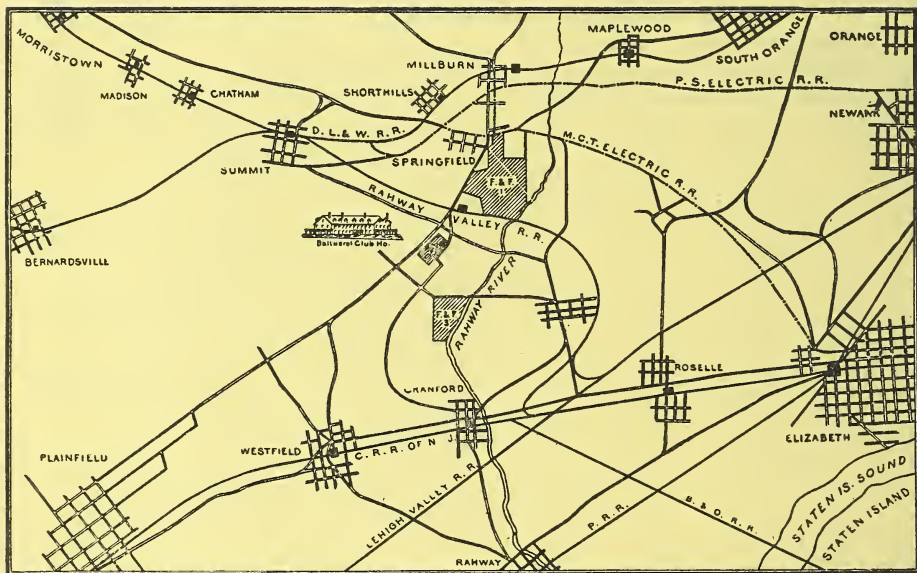 MAPLEWOOD
SOUTH ORANGE
ORANGE
MORRISTOWN
MILLBURN
MADISON
CHATHAM
SHORTHILLS
P. S. ELECTRIC R. R.
NEWARK
D. L. & W. R. R.
SPRINGFIELD
M. C. T. ELECTRIC R. R.
SUMMIT
F. & F.
1
RAHWAY VALLEY R. R.
Baltusrol Club Ho.
BERNARDSVILLE
RAHWAY RIVER
F. & F.
CRANFORD
ROSELLE
ELIZABETH
PLAINFIELD
WESTFIELD
C. R. R. OF N J.
LEHIGH VALLEY R. R.
P. R. R.
B. & O. R. R.
STATEN IS. SOUND
STATEN ISLAND
RAHWAY